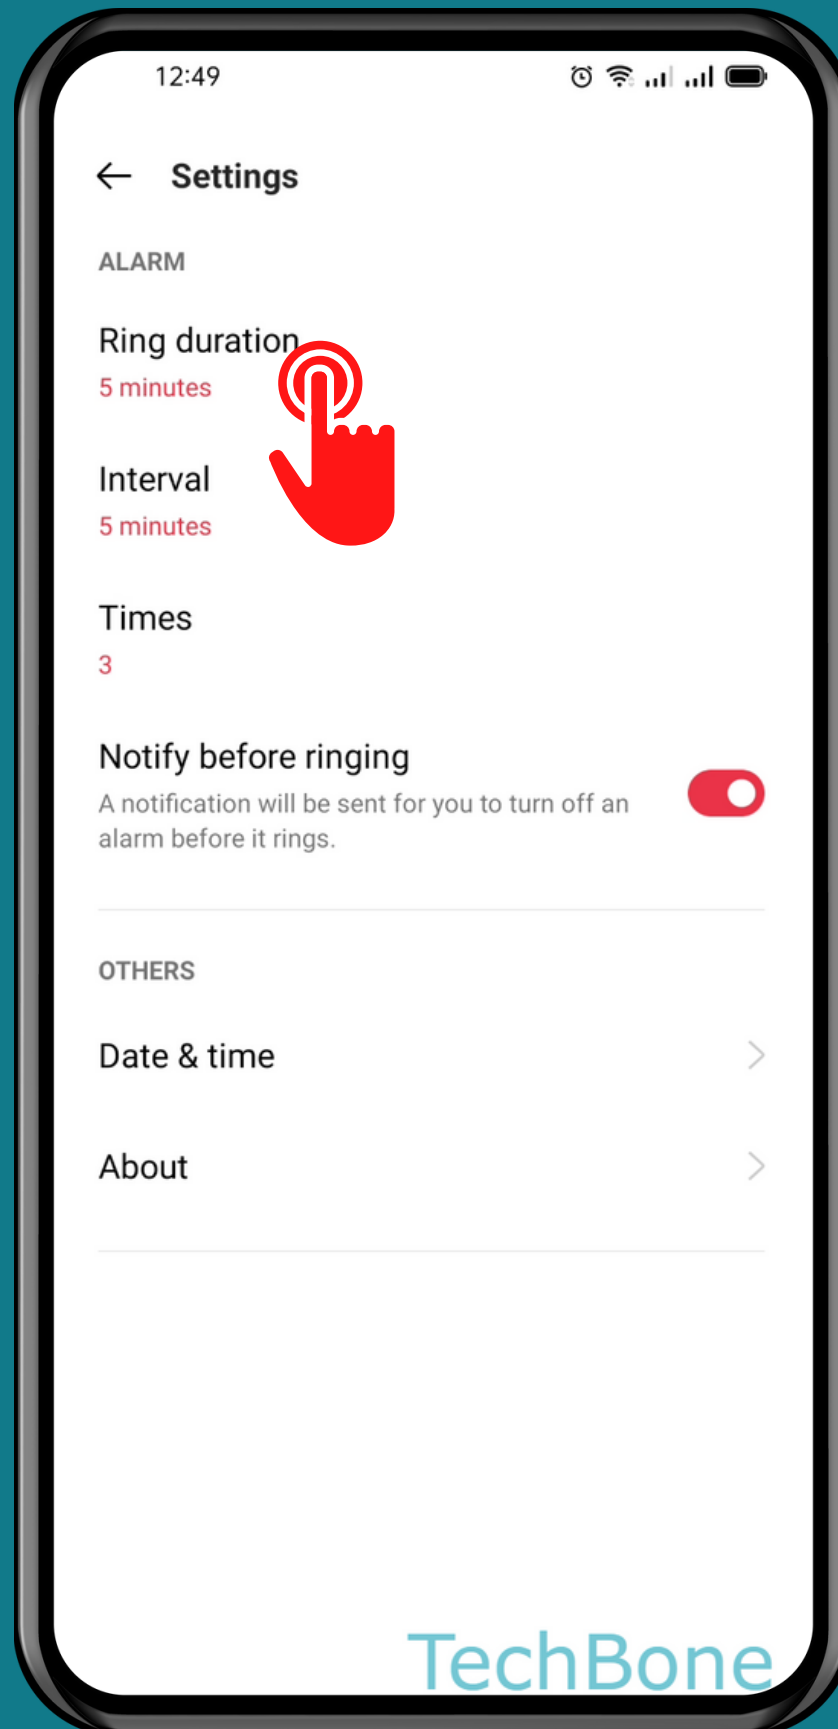 12:49
Settings
ALARM
Ring duration
5 minutes
Interval
5 minutes
Times
3
Notify before ringing
A notification will be sent for you to turn off an
alarm before it rings.
OTHERS
Date & time
About
TechBone